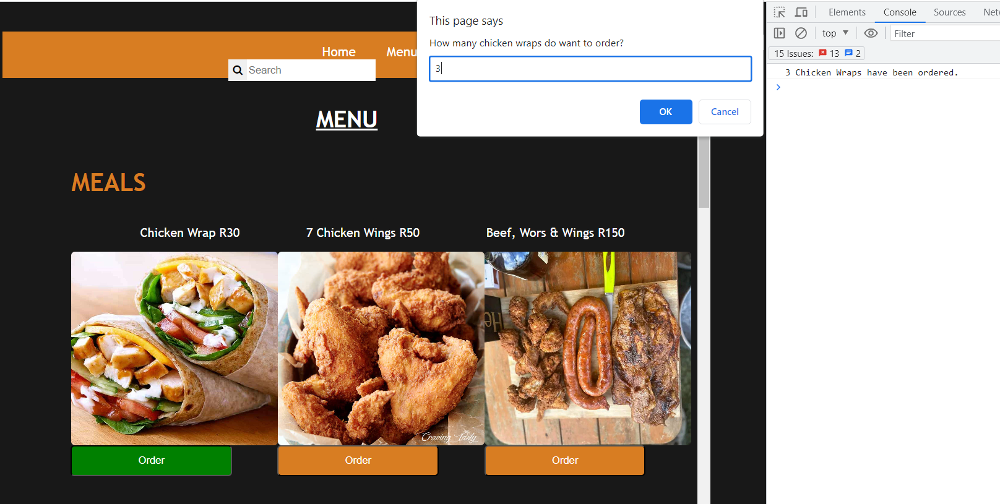 Home Menu
Search
MENU
MEALS
Chicken Wrap R30
7 Chicken Wings R50
Beef, Wors & Wings R150
Craving Tasty
Order
Order
Order
This page says
How many chicken wraps do want to order?
3
OK
Cancel
Elements Console Sources Net
top Filter
15 Issues: 13 2
3 Chicken Wraps have been ordered.